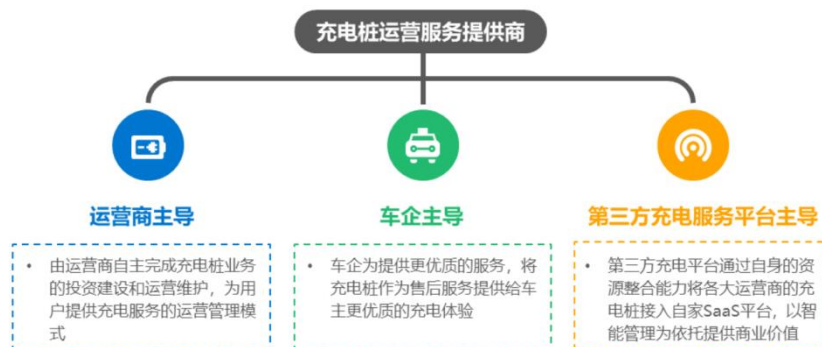 充电桩运营服务提供商
运营商主导
车企主导
第三方充电服务平台主导
• 由运营商自主完成充电桩业务
的投资建设和运营维护，为用
户提供充电服务的运营管理模
式
• 车企为提供更优质的服务，将
充电桩作为售后服务提供给车
主更优质的充电体验
• 第三方充电平台通过自身的资
源整合能力将各大运营商的充
电桩接入自家SaaS平台，以智
能管理为依托提供商业价值